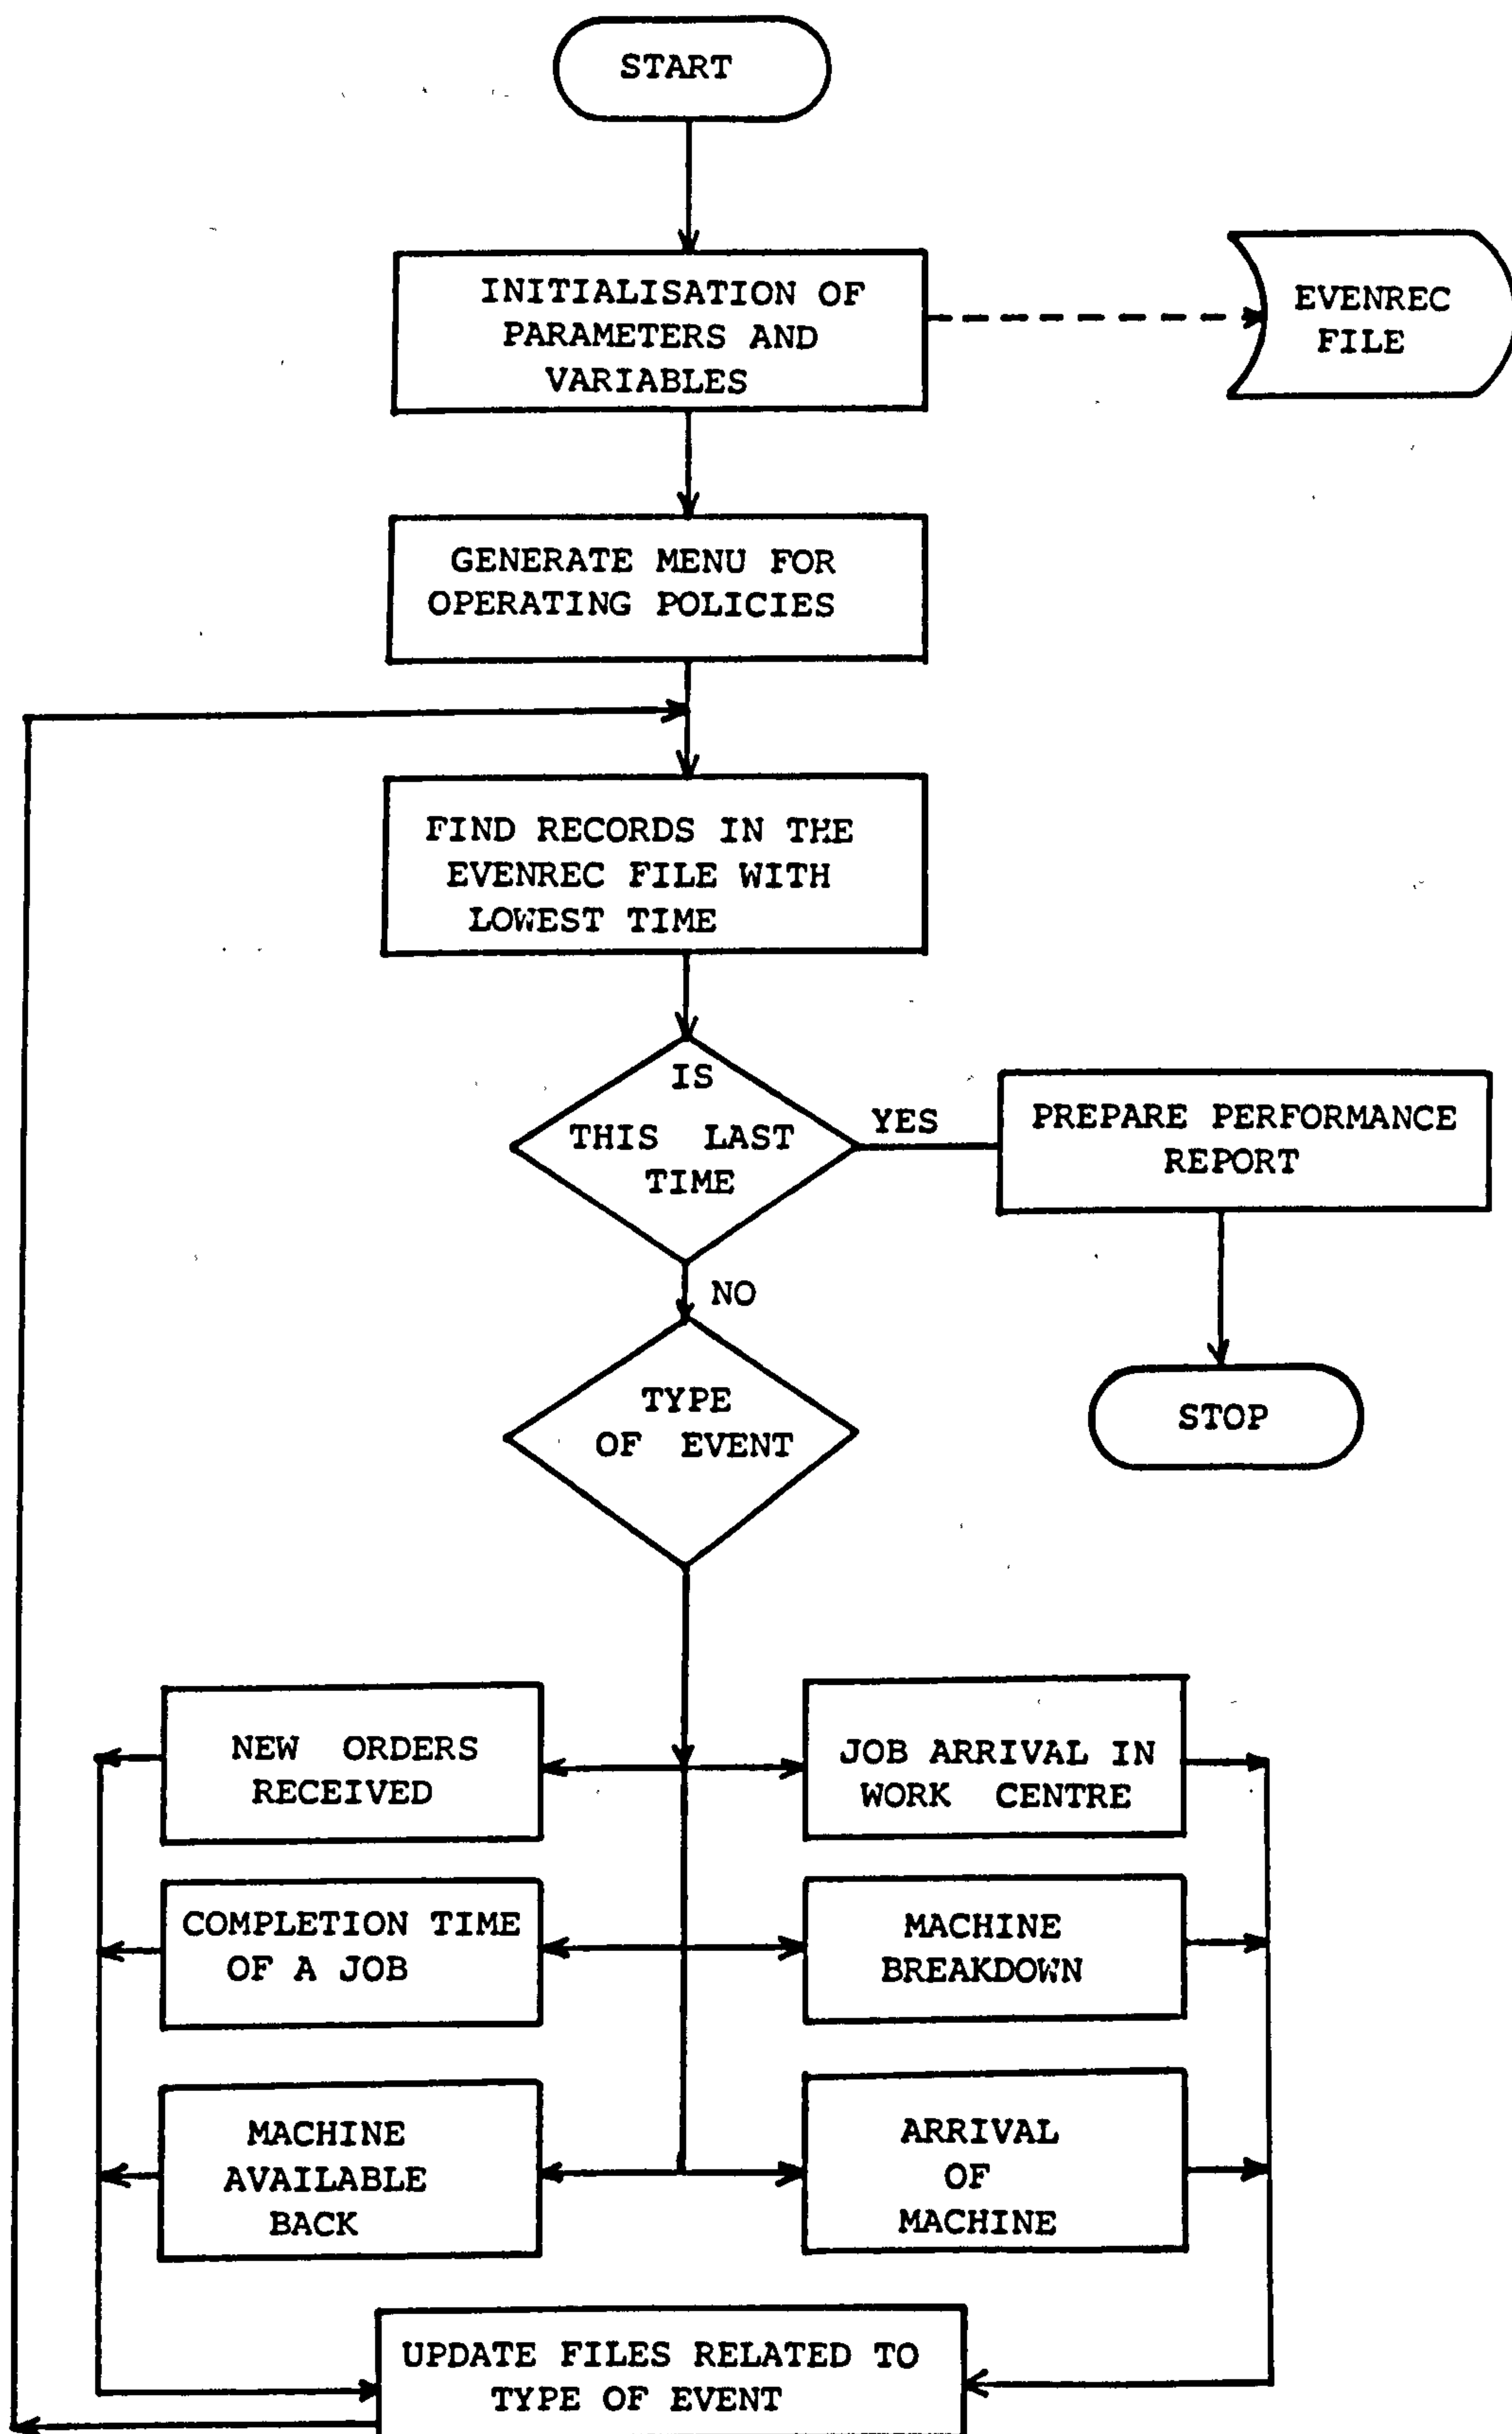 START
INITIALISATION OF
PARAMETERS AND
VARIABLES
EVENREC
FILE
GENERATE MENU FOR
OPERATING POLICIES
FIND RECORDS IN THE
EVENREC FILE WITH
LOWEST TIME
IS
THIS LAST
TIME
YES
PREPARE PERFORMANCE
REPORT
NO
STOP
TYPE
OF EVENT
NEW ORDERS
RECEIVED
JOB ARRIVAL IN
WORK CENTRE
COMPLETION TIME
OF A JOB
MACHINE
BREAKDOWN
MACHINE
AVAILABLE
BACK
ARRIVAL
OF
MACHINE
UPDATE FILES RELATED TO
TYPE OF EVENT